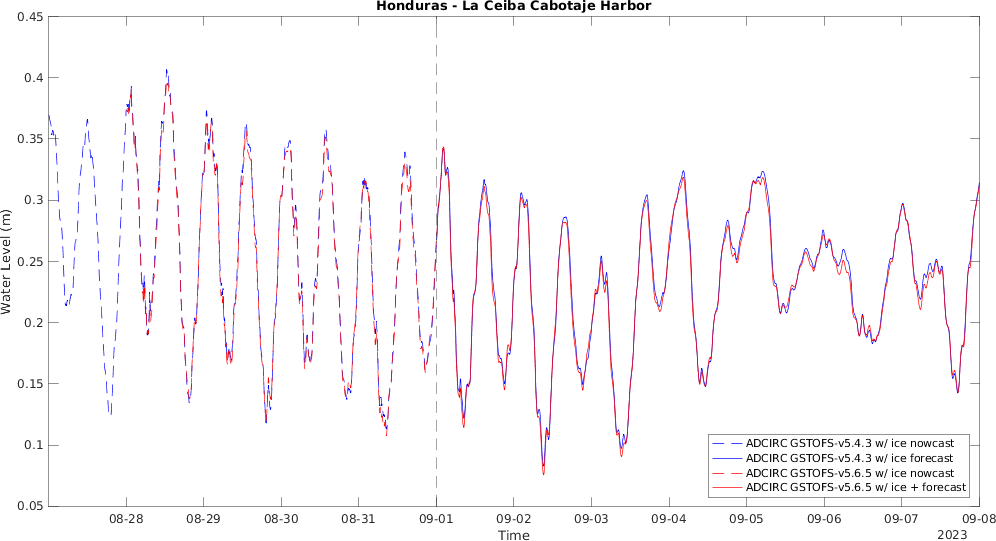 Honduras - La Ceiba Cabotaje Harbor
0.45
0.4
0.35
0.3
0.25
0.2
0.15
0.1
0.05
Water Level (m)
ADCIRC GSTOFS-v5.4.3 w/ ice nowcast
ADCIRC GSTOFS-v5.4.3 w/ ice forecast
ADCIRC GSTOFS-v5.6.5 w/ ice nowcast
ADCIRC GSTOFS-v5.6.5 w/ ice + forecast
08-28 08-29 08-30 08-31 09-01 09-02 09-03 09-04 09-05 09-06 09-07 09-08
Time
2023